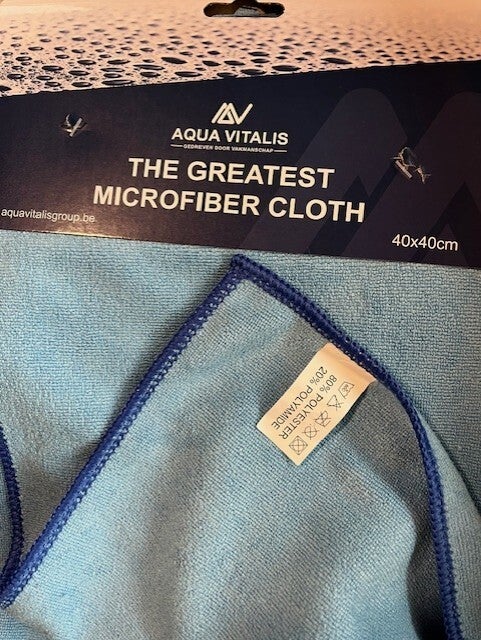 AQUA VITALIS
GEDREVEN DOOR VAKMANSCHAP
THE GREATEST
MICROFIBER CLOTH
aquavitalisgroup.be
40x40cm
80% POLYESTER
20% POLYAMIDE